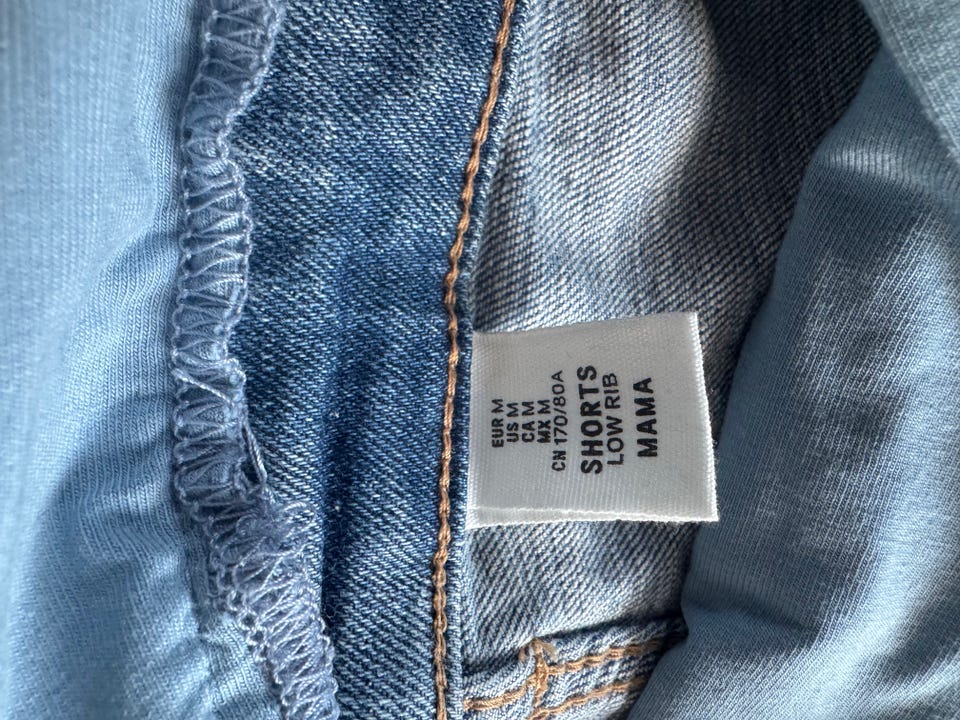 EUR M
US M
CA M
MX M
CN 170/80A
SHORTS
LOW RIB
MAMA